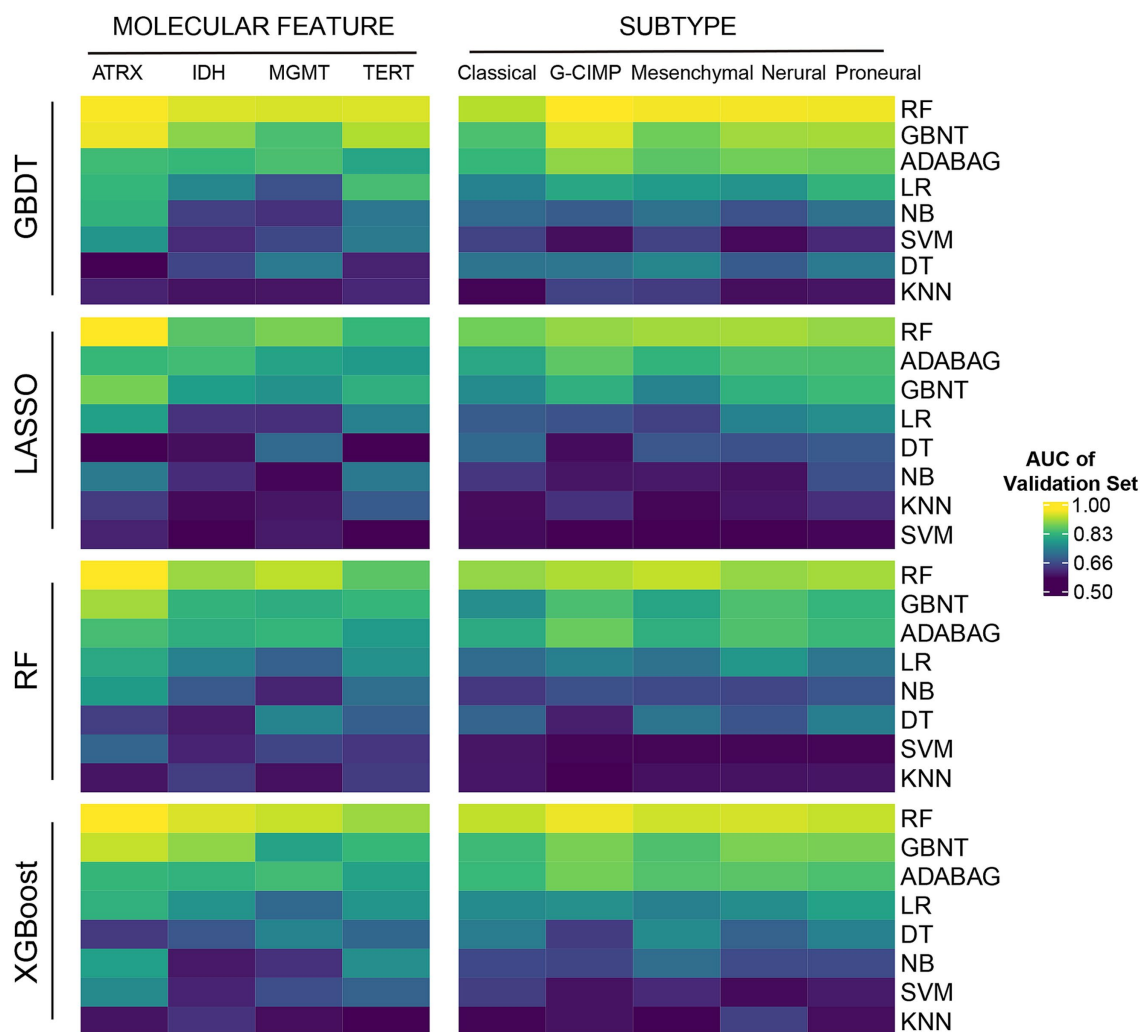 MOLECULAR FEATURE
SUBTYPE
ATRX IDH MGMT TERT
Classical G-CIMP Mesenchymal Nerural Proneural
GBDT
RF
GBNT
ADABAG
LR
NB
SVM
DT
KNN
LASSO
RF
ADABAG
GBNT
LR
DT
NB
KNN
SVM
RF
RF
GBNT
ADABAG
LR
NB
DT
SVM
KNN
XGBoost
RF
GBNT
ADABAG
LR
DT
NB
SVM
KNN
AUC of
Validation Set
1.00
0.83
0.66
0.50